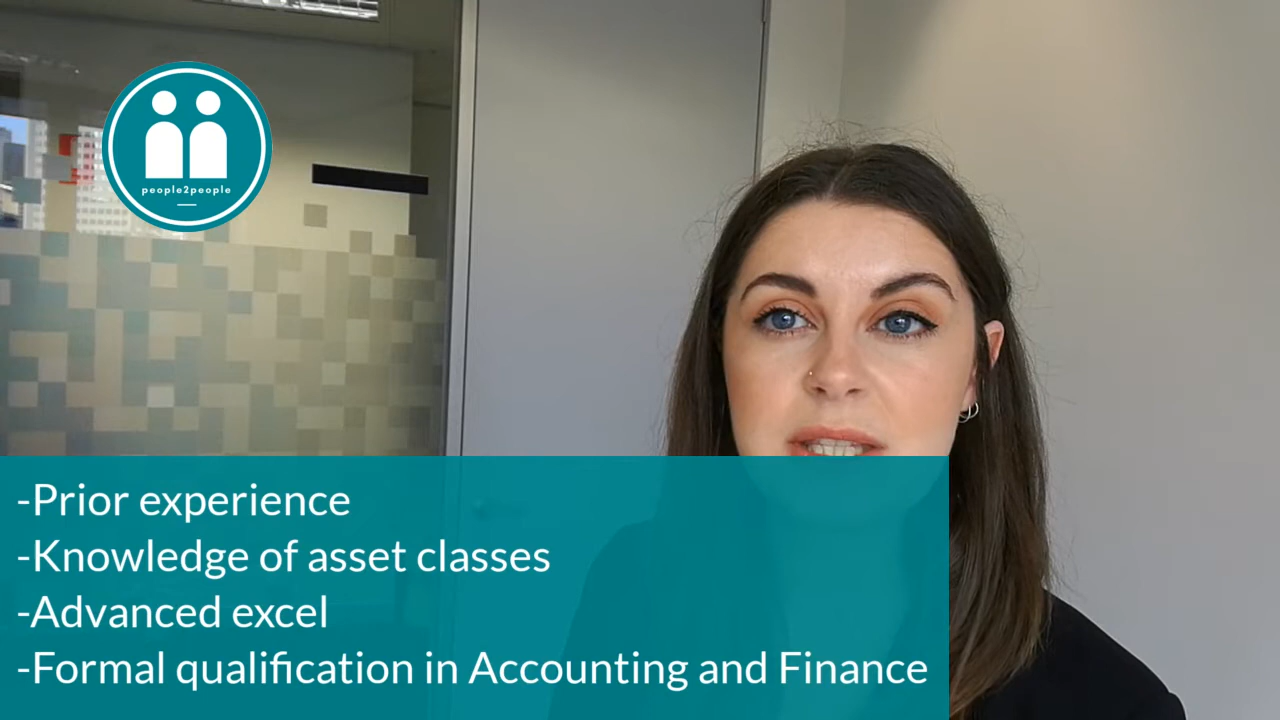 people2people
-Prior experience
-Knowledge of asset classes
-Advanced excel
-Formal qualification in Accounting and Finance